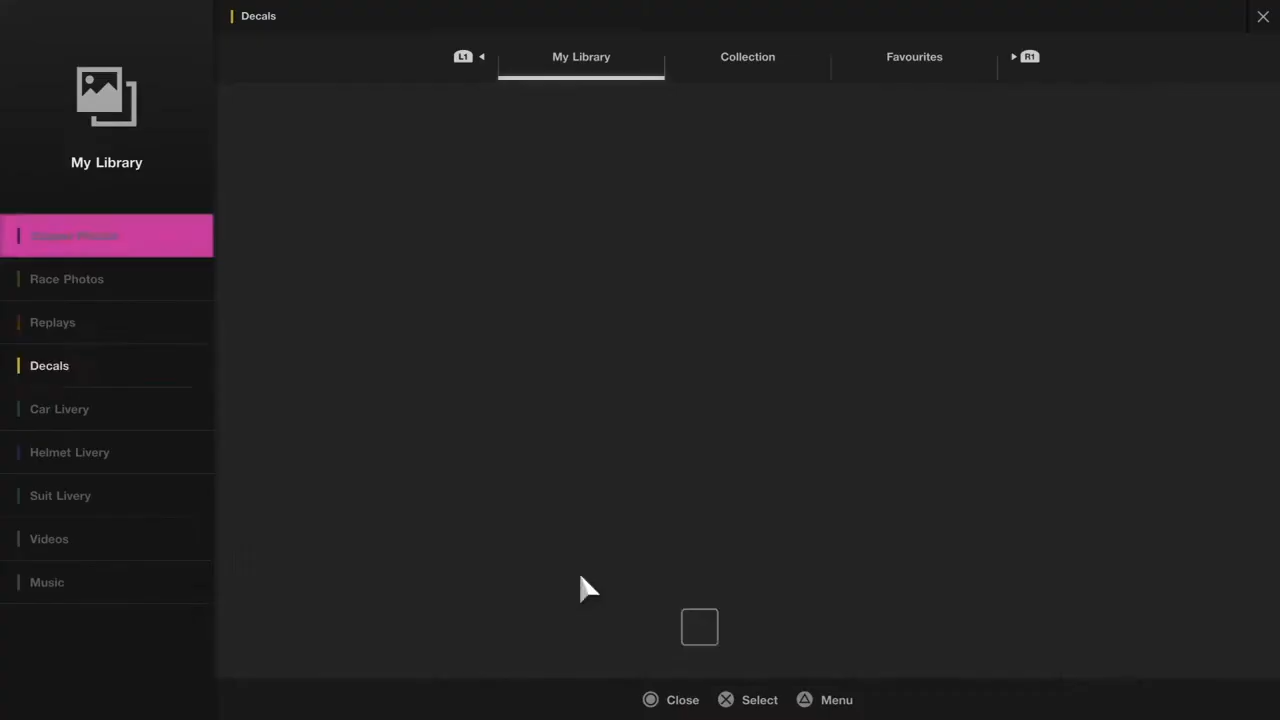 Decals
L1
My Library
Collection
Favourites
R1
My Library
Race Photos
Replays
Decals
Car Livery
Helmet Livery
Suit Livery
Videos
Music
Close
Select
Menu